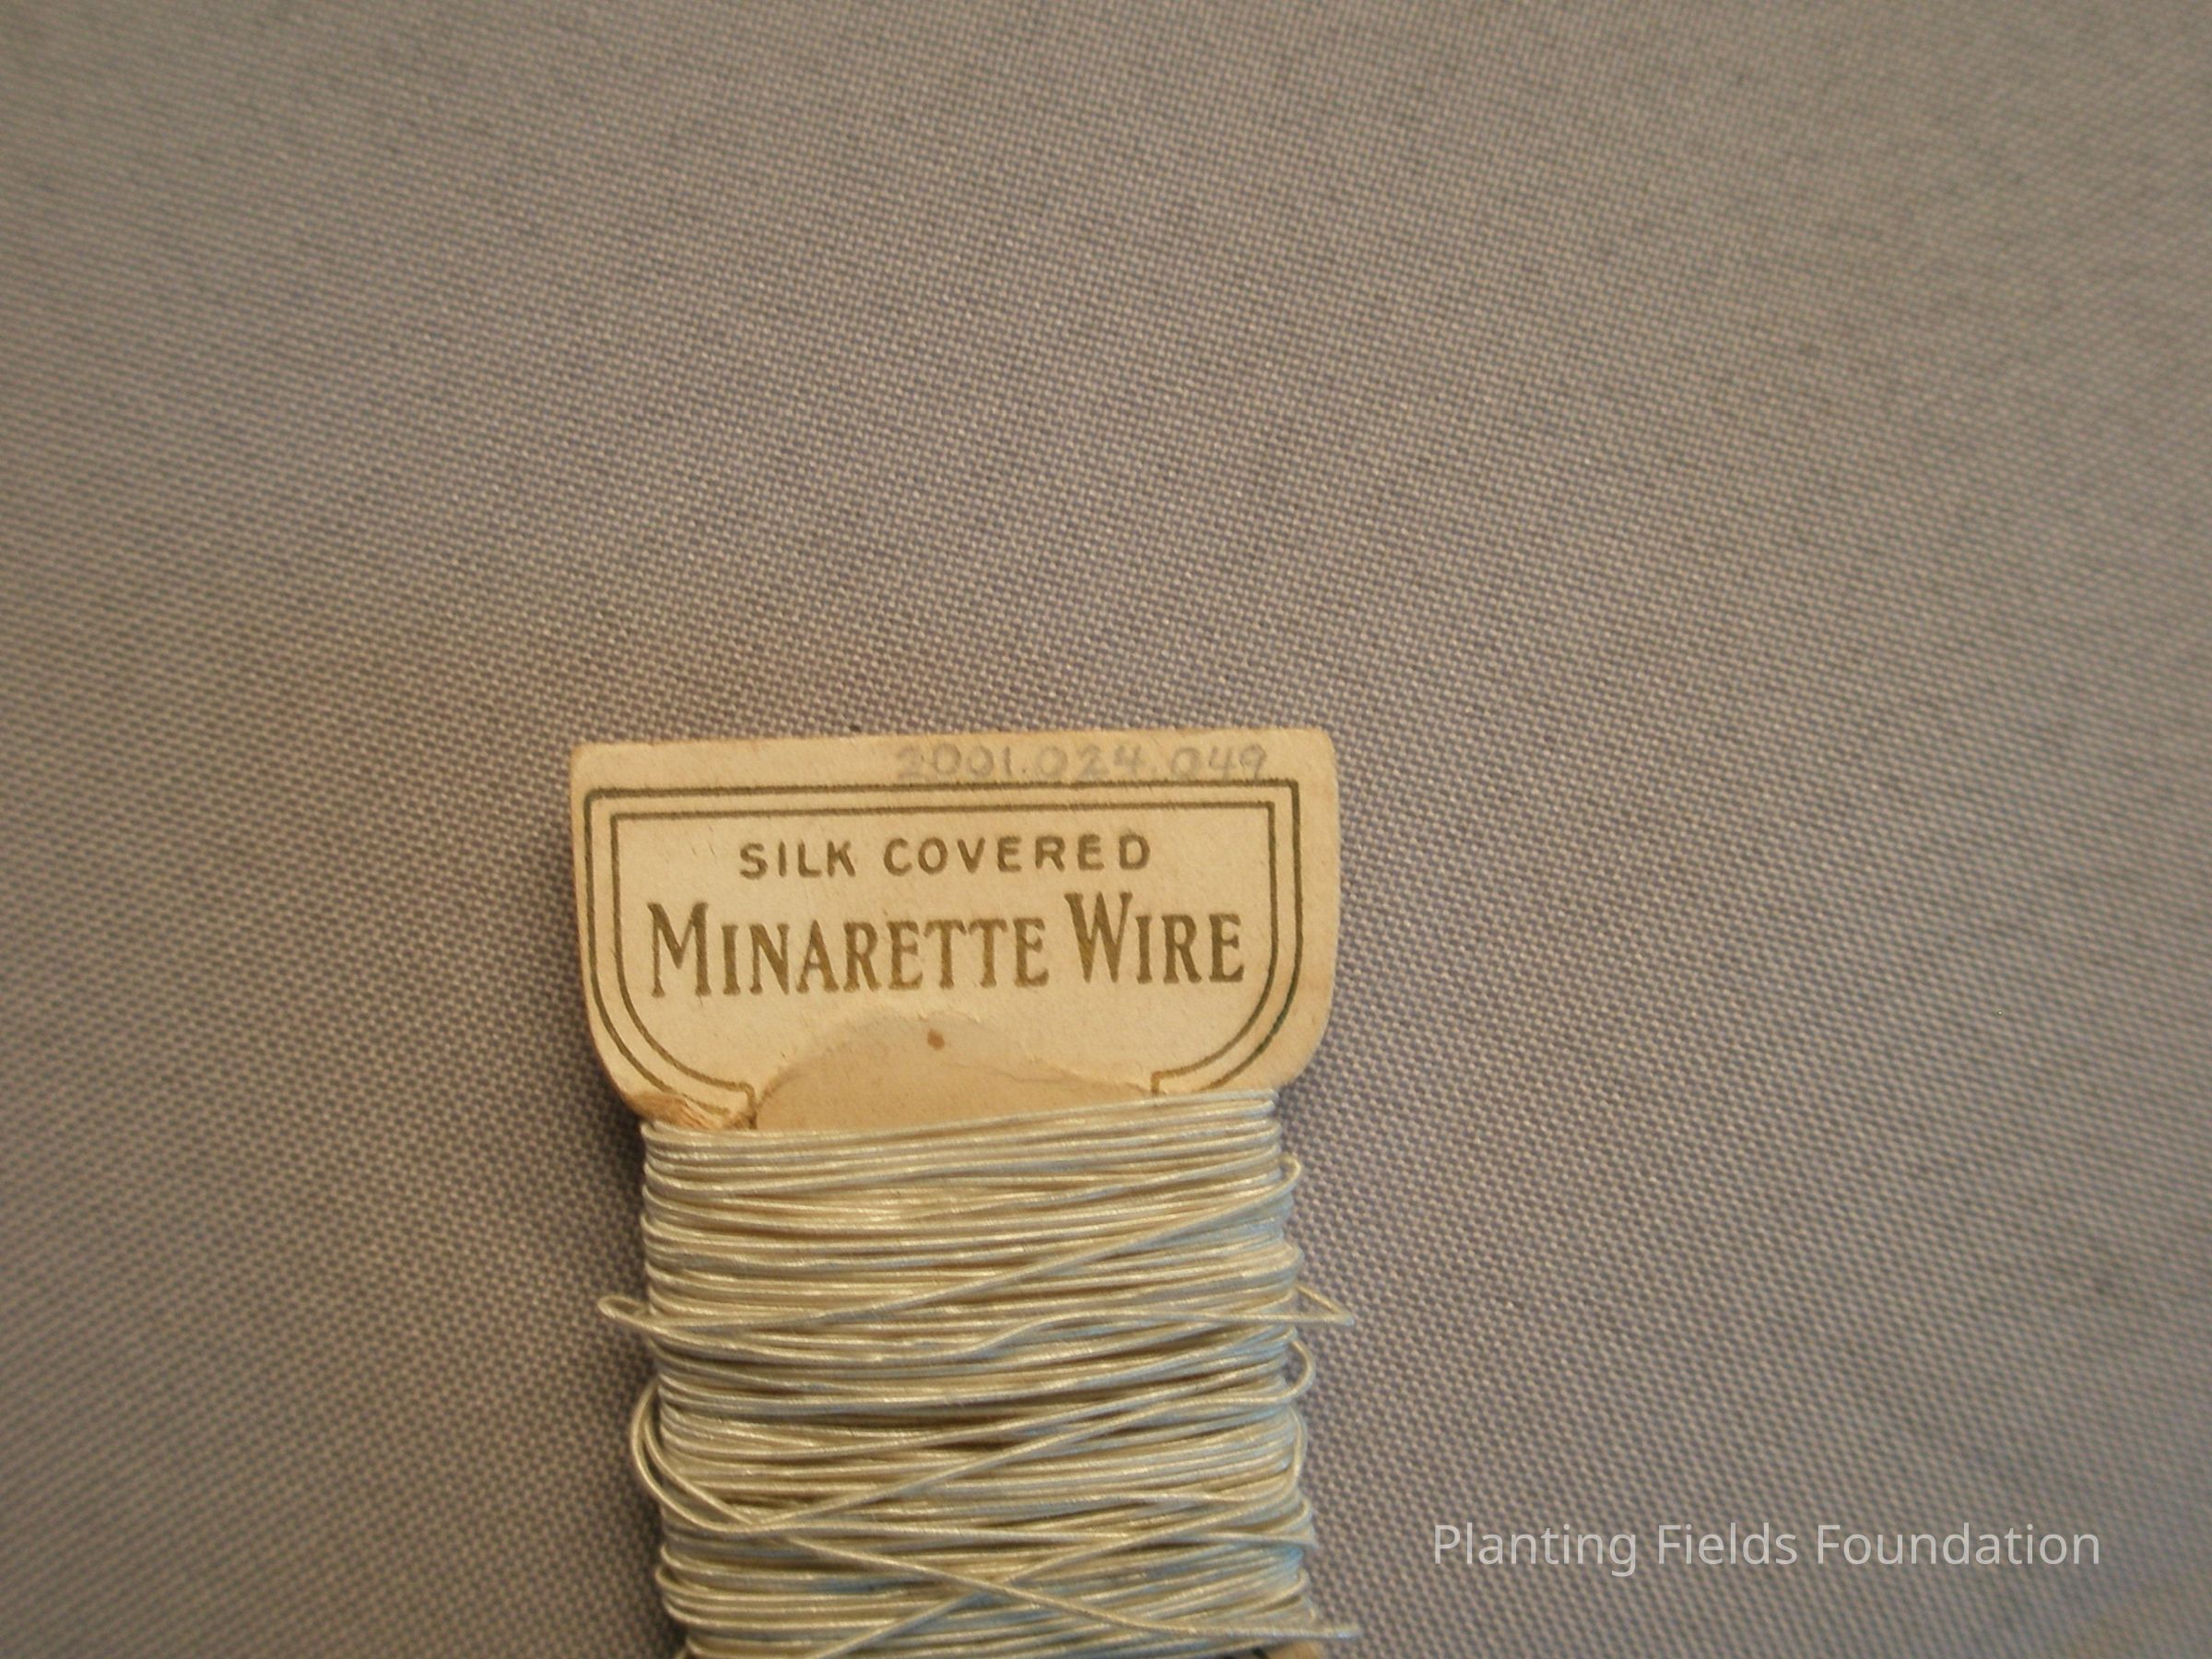 2001.024.049
SILK COVERED
MINARETTE WIRE
Planting Fields Foundation